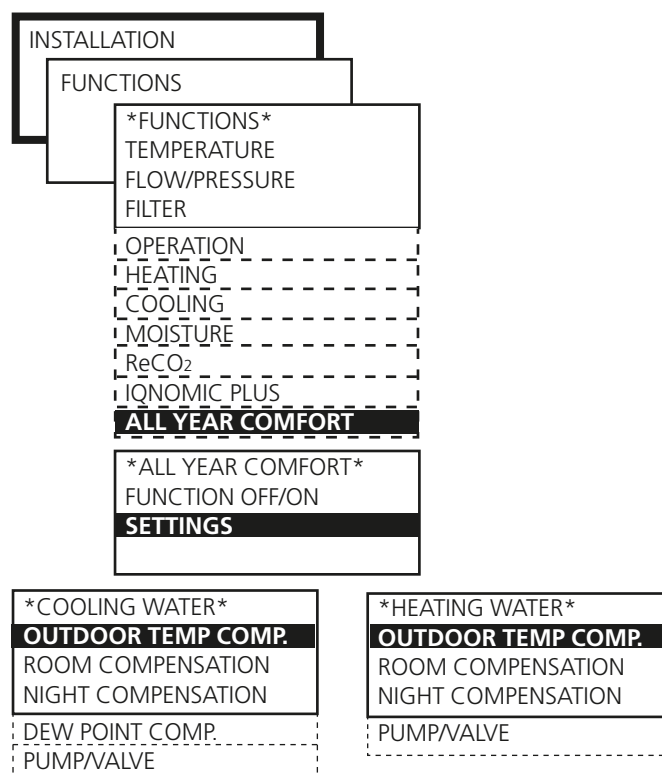 INSTALLATION
FUNCTIONS
*FUNCTIONS*
TEMPERATURE
FLOW/PRESSURE
FILTER
OPERATION
HEATING
COOLING
MOISTURE
ReCO₂
IQNOMIC PLUS
ALL YEAR COMFORT
*ALL YEAR COMFORT*
FUNCTION OFF/ON
SETTINGS
*COOLING WATER*
OUTDOOR TEMP COMP.
ROOM COMPENSATION
NIGHT COMPENSATION
DEW POINT COMP.
PUMP/VALVE
*HEATING WATER*
OUTDOOR TEMP COMP.
ROOM COMPENSATION
NIGHT COMPENSATION
PUMP/VALVE